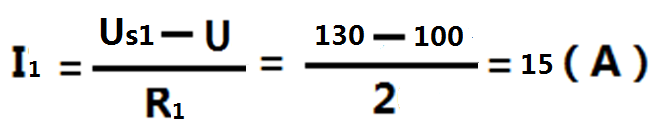 I₁ = (Us1 − U) / R₁ = (130 − 100) / 2 = 15 (A)